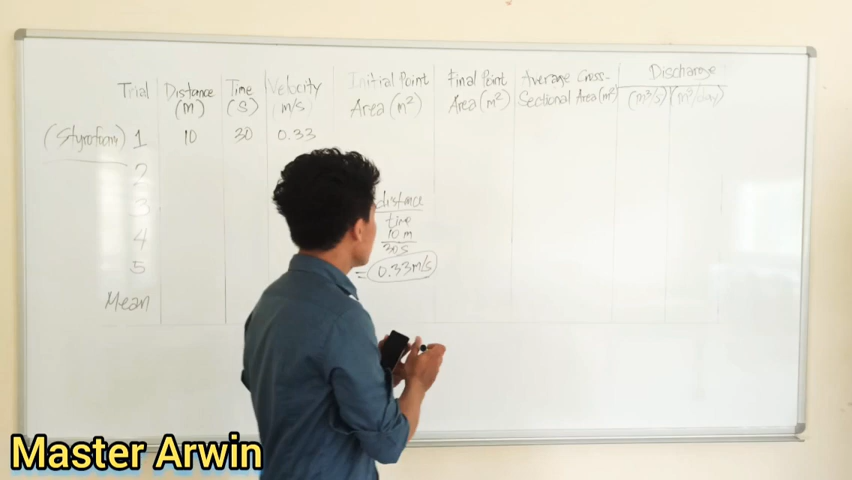 Trial Distance (m) Time (s) Velocity m/s Initial Point Area (m²) Final Point Area (m²) Average Cross-Sectional Area (m²) Discharge (m³/s) (m³/day)
(Styrofoam) 1 10 30 0.33
2
3
4
5
Mean
distance
time
10 m
30 s
= 0.33 m/s
Master Arwin